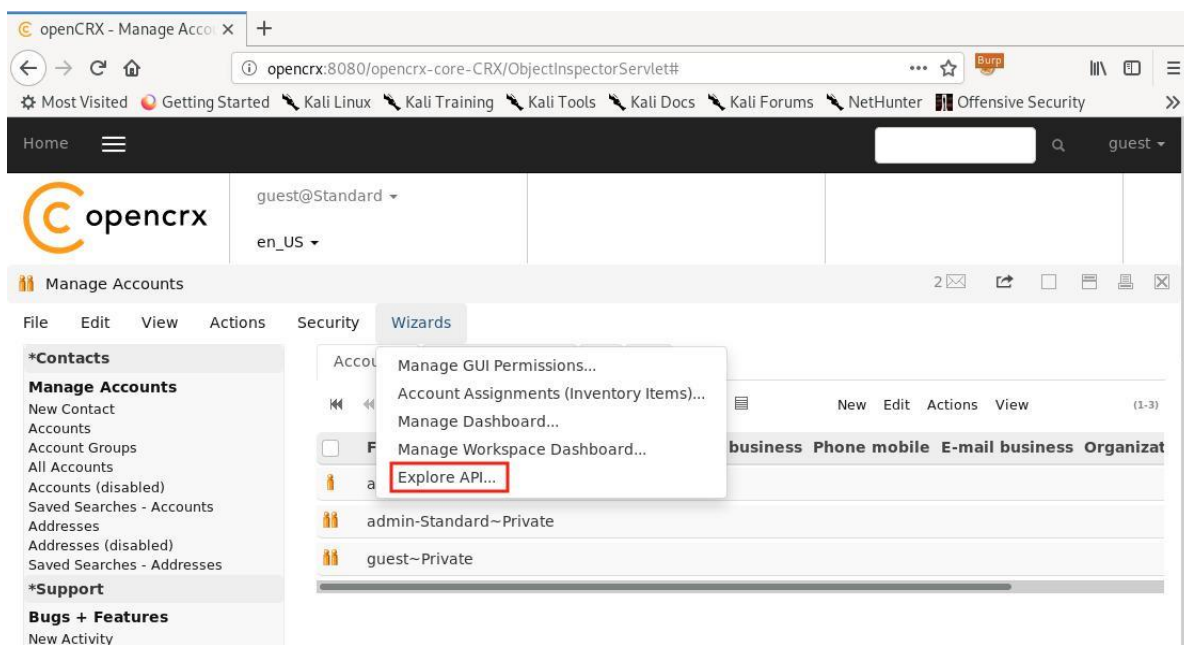 openCRX - Manage Accou
opencrx:8080/opencrx-core-CRX/ObjectInspectorServlet#
Burp
Most Visited Getting Started Kali Linux Kali Training Kali Tools Kali Docs Kali Forums NetHunter Offensive Security
Home guest
opencrx
guest@Standard
en_US
Manage Accounts 2
File Edit View Actions Security Wizards
*Contacts
Manage Accounts
New Contact
Accounts
Account Groups
All Accounts
Accounts (disabled)
Saved Searches - Accounts
Addresses
Addresses (disabled)
Saved Searches - Addresses
*Support
Bugs + Features
New Activity
Accou
Manage GUI Permissions...
Account Assignments (Inventory Items)...
Manage Dashboard...
Manage Workspace Dashboard...
Explore API...
New Edit Actions View (1-3)
F business Phone mobile E-mail business Organizat
a
admin-Standard~Private
guest~Private